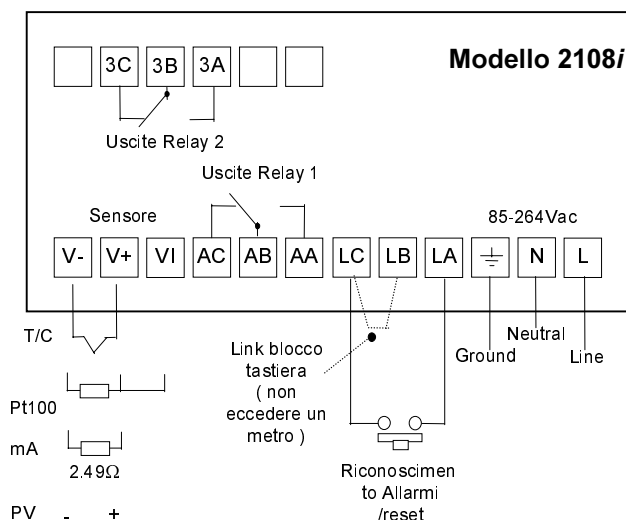 Modello 2108i
3C 3B 3A
Uscite Relay 2
Uscite Relay 1
Sensore
85-264Vac
V- V+ VI AC AB AA LC LB LA N L
T/C
Link blocco
tastiera
( non
eccedere un
metro )
Neutral
Ground
Line
Pt100
mA
2.49Ω
Riconoscimen
to Allarmi
/reset
PV - +